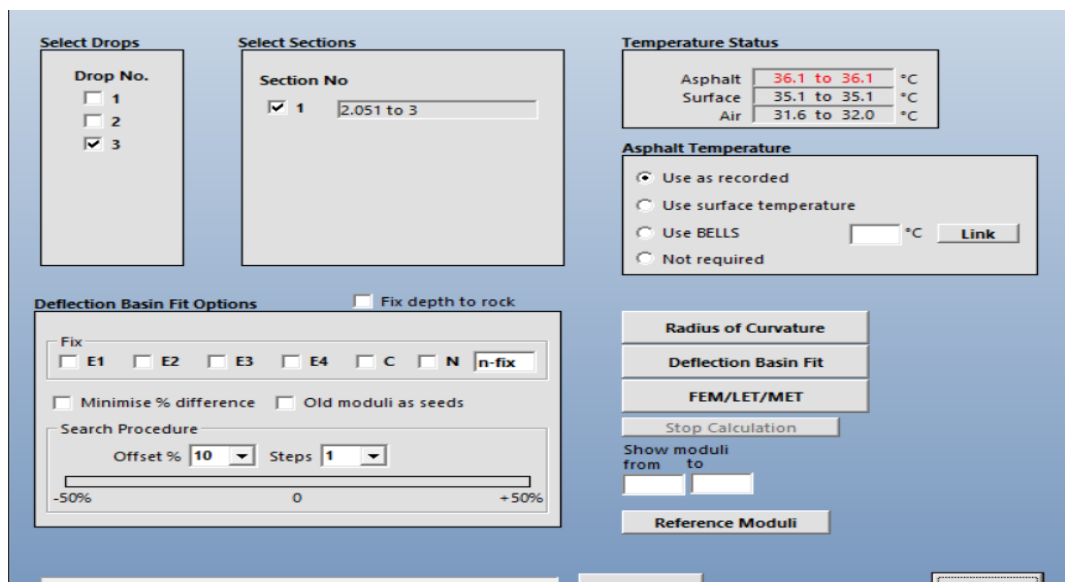 Select Drops
Drop No.
1
2
3
Select Sections
Section No
1 2.051 to 3
Temperature Status
Asphalt 36.1 to 36.1 °C
Surface 35.1 to 35.1 °C
Air 31.6 to 32.0 °C
Asphalt Temperature
Use as recorded
Use surface temperature
Use BELLS °C Link
Not required
Deflection Basin Fit Options Fix depth to rock
Fix
E1 E2 E3 E4 C N n-fix
Minimise % difference Old moduli as seeds
Search Procedure
Offset % 10 Steps 1
-50% 0 +50%
Radius of Curvature
Deflection Basin Fit
FEM/LET/MET
Stop Calculation
Show moduli
from to
Reference Moduli